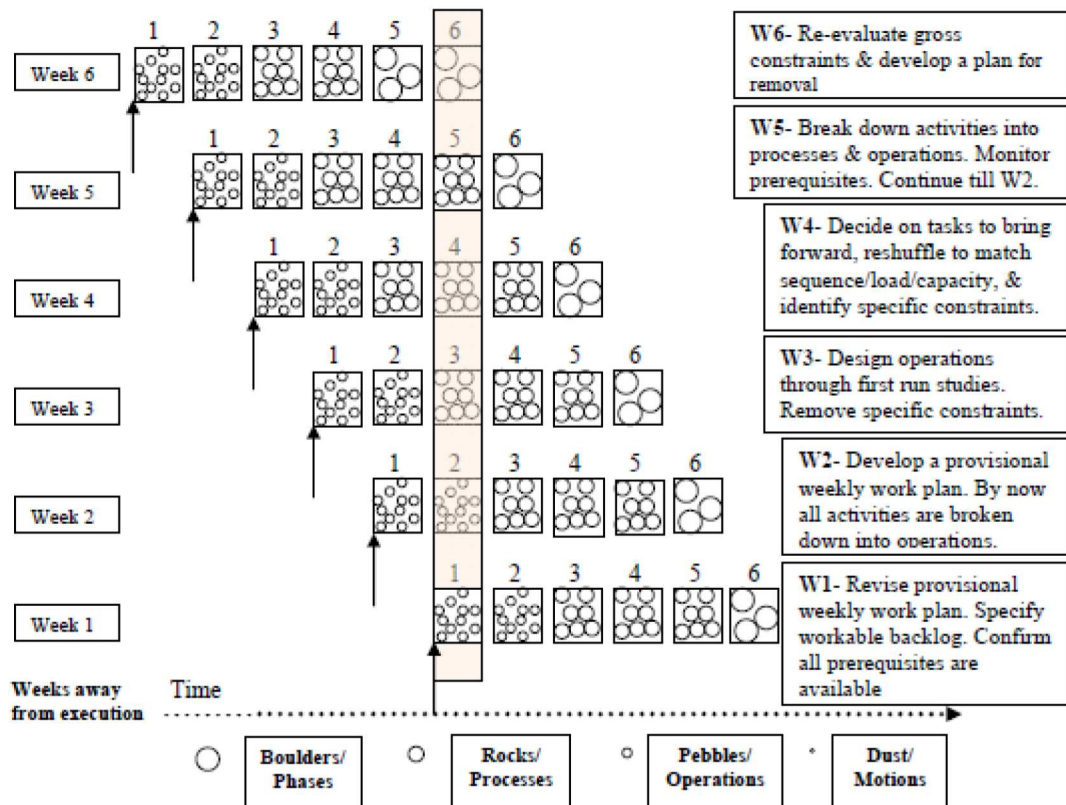 1 2 3 4 5 6
Week 6
W6- Re-evaluate gross
constraints & develop a plan for
removal
1 2 3 4 5 6
Week 5
W5- Break down activities into
processes & operations. Monitor
prerequisites. Continue till W2.
1 2 3 4 5 6
Week 4
W4- Decide on tasks to bring
forward, reshuffle to match
sequence/load/capacity, &
identify specific constraints.
1 2 3 4 5 6
Week 3
W3- Design operations
through first run studies.
Remove specific constraints.
1 2 3 4 5 6
Week 2
W2- Develop a provisional
weekly work plan. By now
all activities are broken
down into operations.
1 2 3 4 5 6
Week 1
W1- Revise provisional
weekly work plan. Specify
workable backlog. Confirm
all prerequisites are
available
Weeks away
from execution
Time
Boulders/
Phases
Rocks/
Processes
Pebbles/
Operations
Dust/
Motions